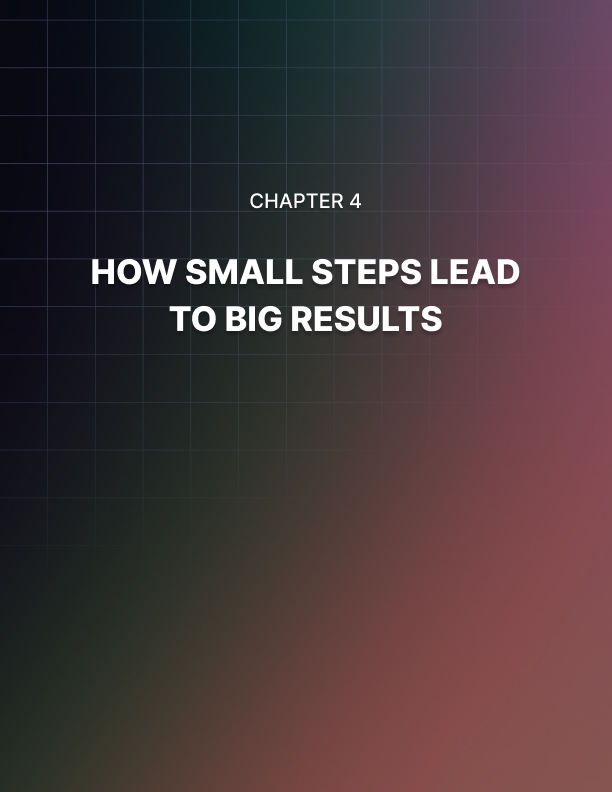 CHAPTER 4
HOW SMALL STEPS LEAD
TO BIG RESULTS